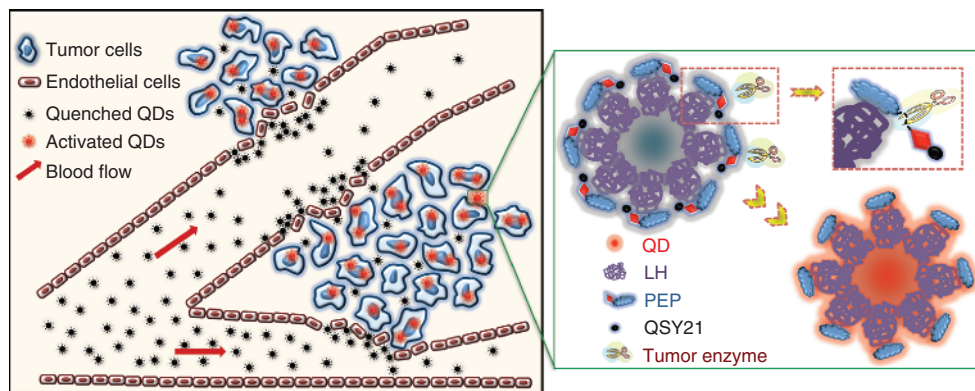 Tumor cells
Endothelial cells
Quenched QDs
Activated QDs
Blood flow
QD
LH
PEP
QSY21
Tumor enzyme